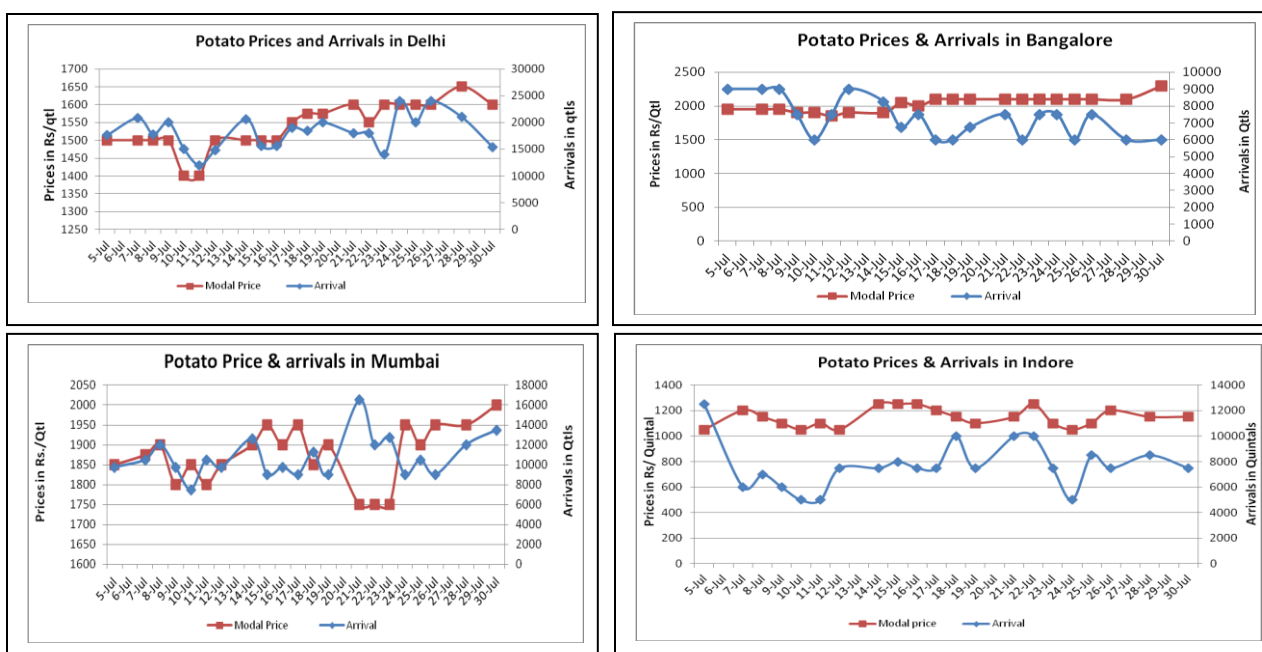 Potato Prices and Arrivals in Delhi
Prices in Rs/qtl
1700
1650
1600
1550
1500
1450
1400
1350
1300
1250
30000
25000
20000
15000
10000
5000
0
Arrivals in qtls
5-Jul
6-Jul
7-Jul
8-Jul
9-Jul
10-Jul
11-Jul
12-Jul
13-Jul
14-Jul
15-Jul
16-Jul
17-Jul
18-Jul
19-Jul
20-Jul
21-Jul
22-Jul
23-Jul
24-Jul
25-Jul
26-Jul
27-Jul
28-Jul
29-Jul
30-Jul
Modal Price
Arrival
Potato Prices & Arrivals in Bangalore
Prices in Rs/Qtl
2500
2000
1500
1000
500
0
10000
9000
8000
7000
6000
5000
4000
3000
2000
1000
0
Arrivals in Qtls
5-Jul
6-Jul
7-Jul
8-Jul
9-Jul
10-Jul
11-Jul
12-Jul
13-Jul
14-Jul
15-Jul
16-Jul
17-Jul
18-Jul
19-Jul
20-Jul
21-Jul
22-Jul
23-Jul
24-Jul
25-Jul
26-Jul
27-Jul
28-Jul
29-Jul
30-Jul
Modal Price
Arrival
Potato Price & arrivals in Mumbai
Prices in Rs,/Qtl
2050
2000
1950
1900
1850
1800
1750
1700
1650
1600
18000
16000
14000
12000
10000
8000
6000
4000
2000
0
Arrivals in Qtls
5-Jul
6-Jul
7-Jul
8-Jul
9-Jul
10-Jul
11-Jul
12-Jul
13-Jul
14-Jul
15-Jul
16-Jul
17-Jul
18-Jul
19-Jul
20-Jul
21-Jul
22-Jul
23-Jul
24-Jul
25-Jul
26-Jul
27-Jul
28-Jul
29-Jul
30-Jul
Modal Price
Arrival
Potato Prices & Arrivals in Indore
Prices in Rs/ Quintal
1400
1200
1000
800
600
400
200
0
14000
12000
10000
8000
6000
4000
2000
0
Arrivals in Quintals
5-Jul
6-Jul
7-Jul
8-Jul
9-Jul
10-Jul
11-Jul
12-Jul
13-Jul
14-Jul
15-Jul
16-Jul
17-Jul
18-Jul
19-Jul
20-Jul
21-Jul
22-Jul
23-Jul
24-Jul
25-Jul
26-Jul
27-Jul
28-Jul
29-Jul
30-Jul
Modal price
Arrival